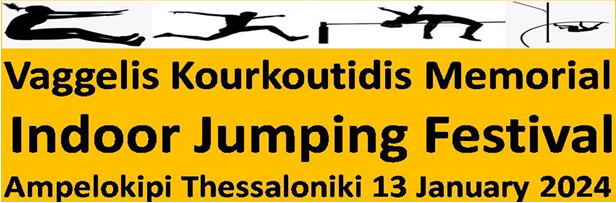 Vaggelis Kourkoutidis Memorial
Indoor Jumping Festival
Ampelokipi Thessaloniki 13 January 2024